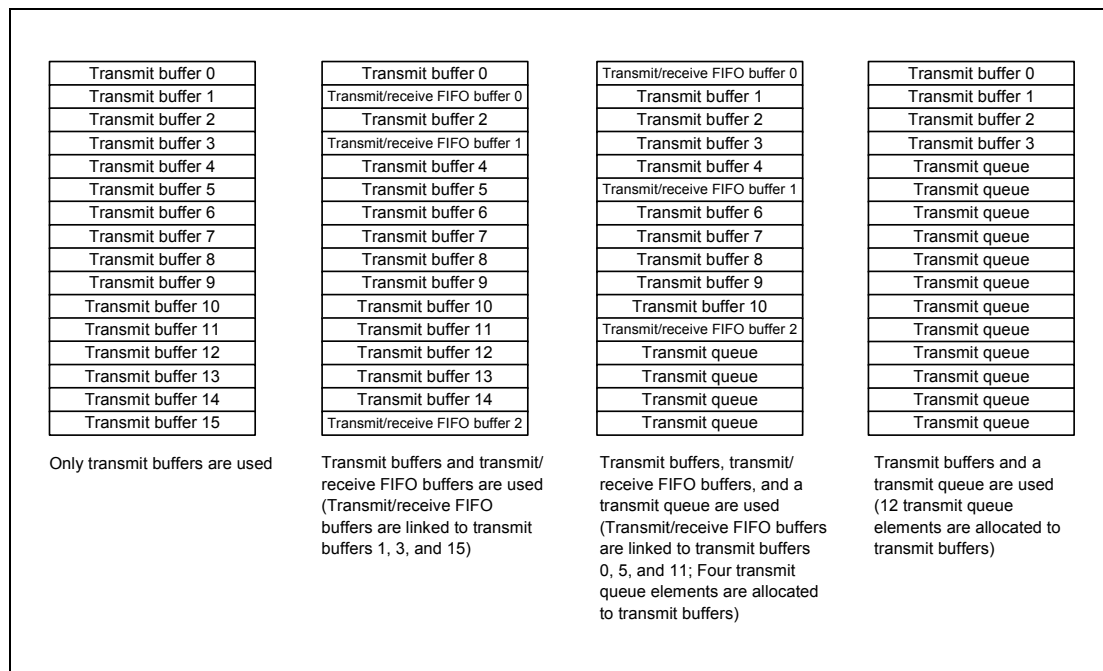 Transmit buffer 0
Transmit buffer 1
Transmit buffer 2
Transmit buffer 3
Transmit buffer 4
Transmit buffer 5
Transmit buffer 6
Transmit buffer 7
Transmit buffer 8
Transmit buffer 9
Transmit buffer 10
Transmit buffer 11
Transmit buffer 12
Transmit buffer 13
Transmit buffer 14
Transmit buffer 15
Only transmit buffers are used
Transmit buffer 0
Transmit/receive FIFO buffer 0
Transmit buffer 2
Transmit/receive FIFO buffer 1
Transmit buffer 4
Transmit buffer 5
Transmit buffer 6
Transmit buffer 7
Transmit buffer 8
Transmit buffer 9
Transmit buffer 10
Transmit buffer 11
Transmit buffer 12
Transmit buffer 13
Transmit buffer 14
Transmit/receive FIFO buffer 2
Transmit buffers and transmit/
receive FIFO buffers are used
(Transmit/receive FIFO
buffers are linked to transmit
buffers 1, 3, and 15)
Transmit/receive FIFO buffer 0
Transmit buffer 1
Transmit buffer 2
Transmit buffer 3
Transmit buffer 4
Transmit/receive FIFO buffer 1
Transmit buffer 6
Transmit buffer 7
Transmit buffer 8
Transmit buffer 9
Transmit buffer 10
Transmit/receive FIFO buffer 2
Transmit queue
Transmit queue
Transmit queue
Transmit queue
Transmit buffers, transmit/
receive FIFO buffers, and a
transmit queue are used
(Transmit/receive FIFO buffers
are linked to transmit buffers
0, 5, and 11; Four transmit
queue elements are allocated
to transmit buffers)
Transmit buffer 0
Transmit buffer 1
Transmit buffer 2
Transmit buffer 3
Transmit queue
Transmit queue
Transmit queue
Transmit queue
Transmit queue
Transmit queue
Transmit queue
Transmit queue
Transmit queue
Transmit queue
Transmit queue
Transmit queue
Transmit buffers and a
transmit queue are used
(12 transmit queue
elements are allocated to
transmit buffers)